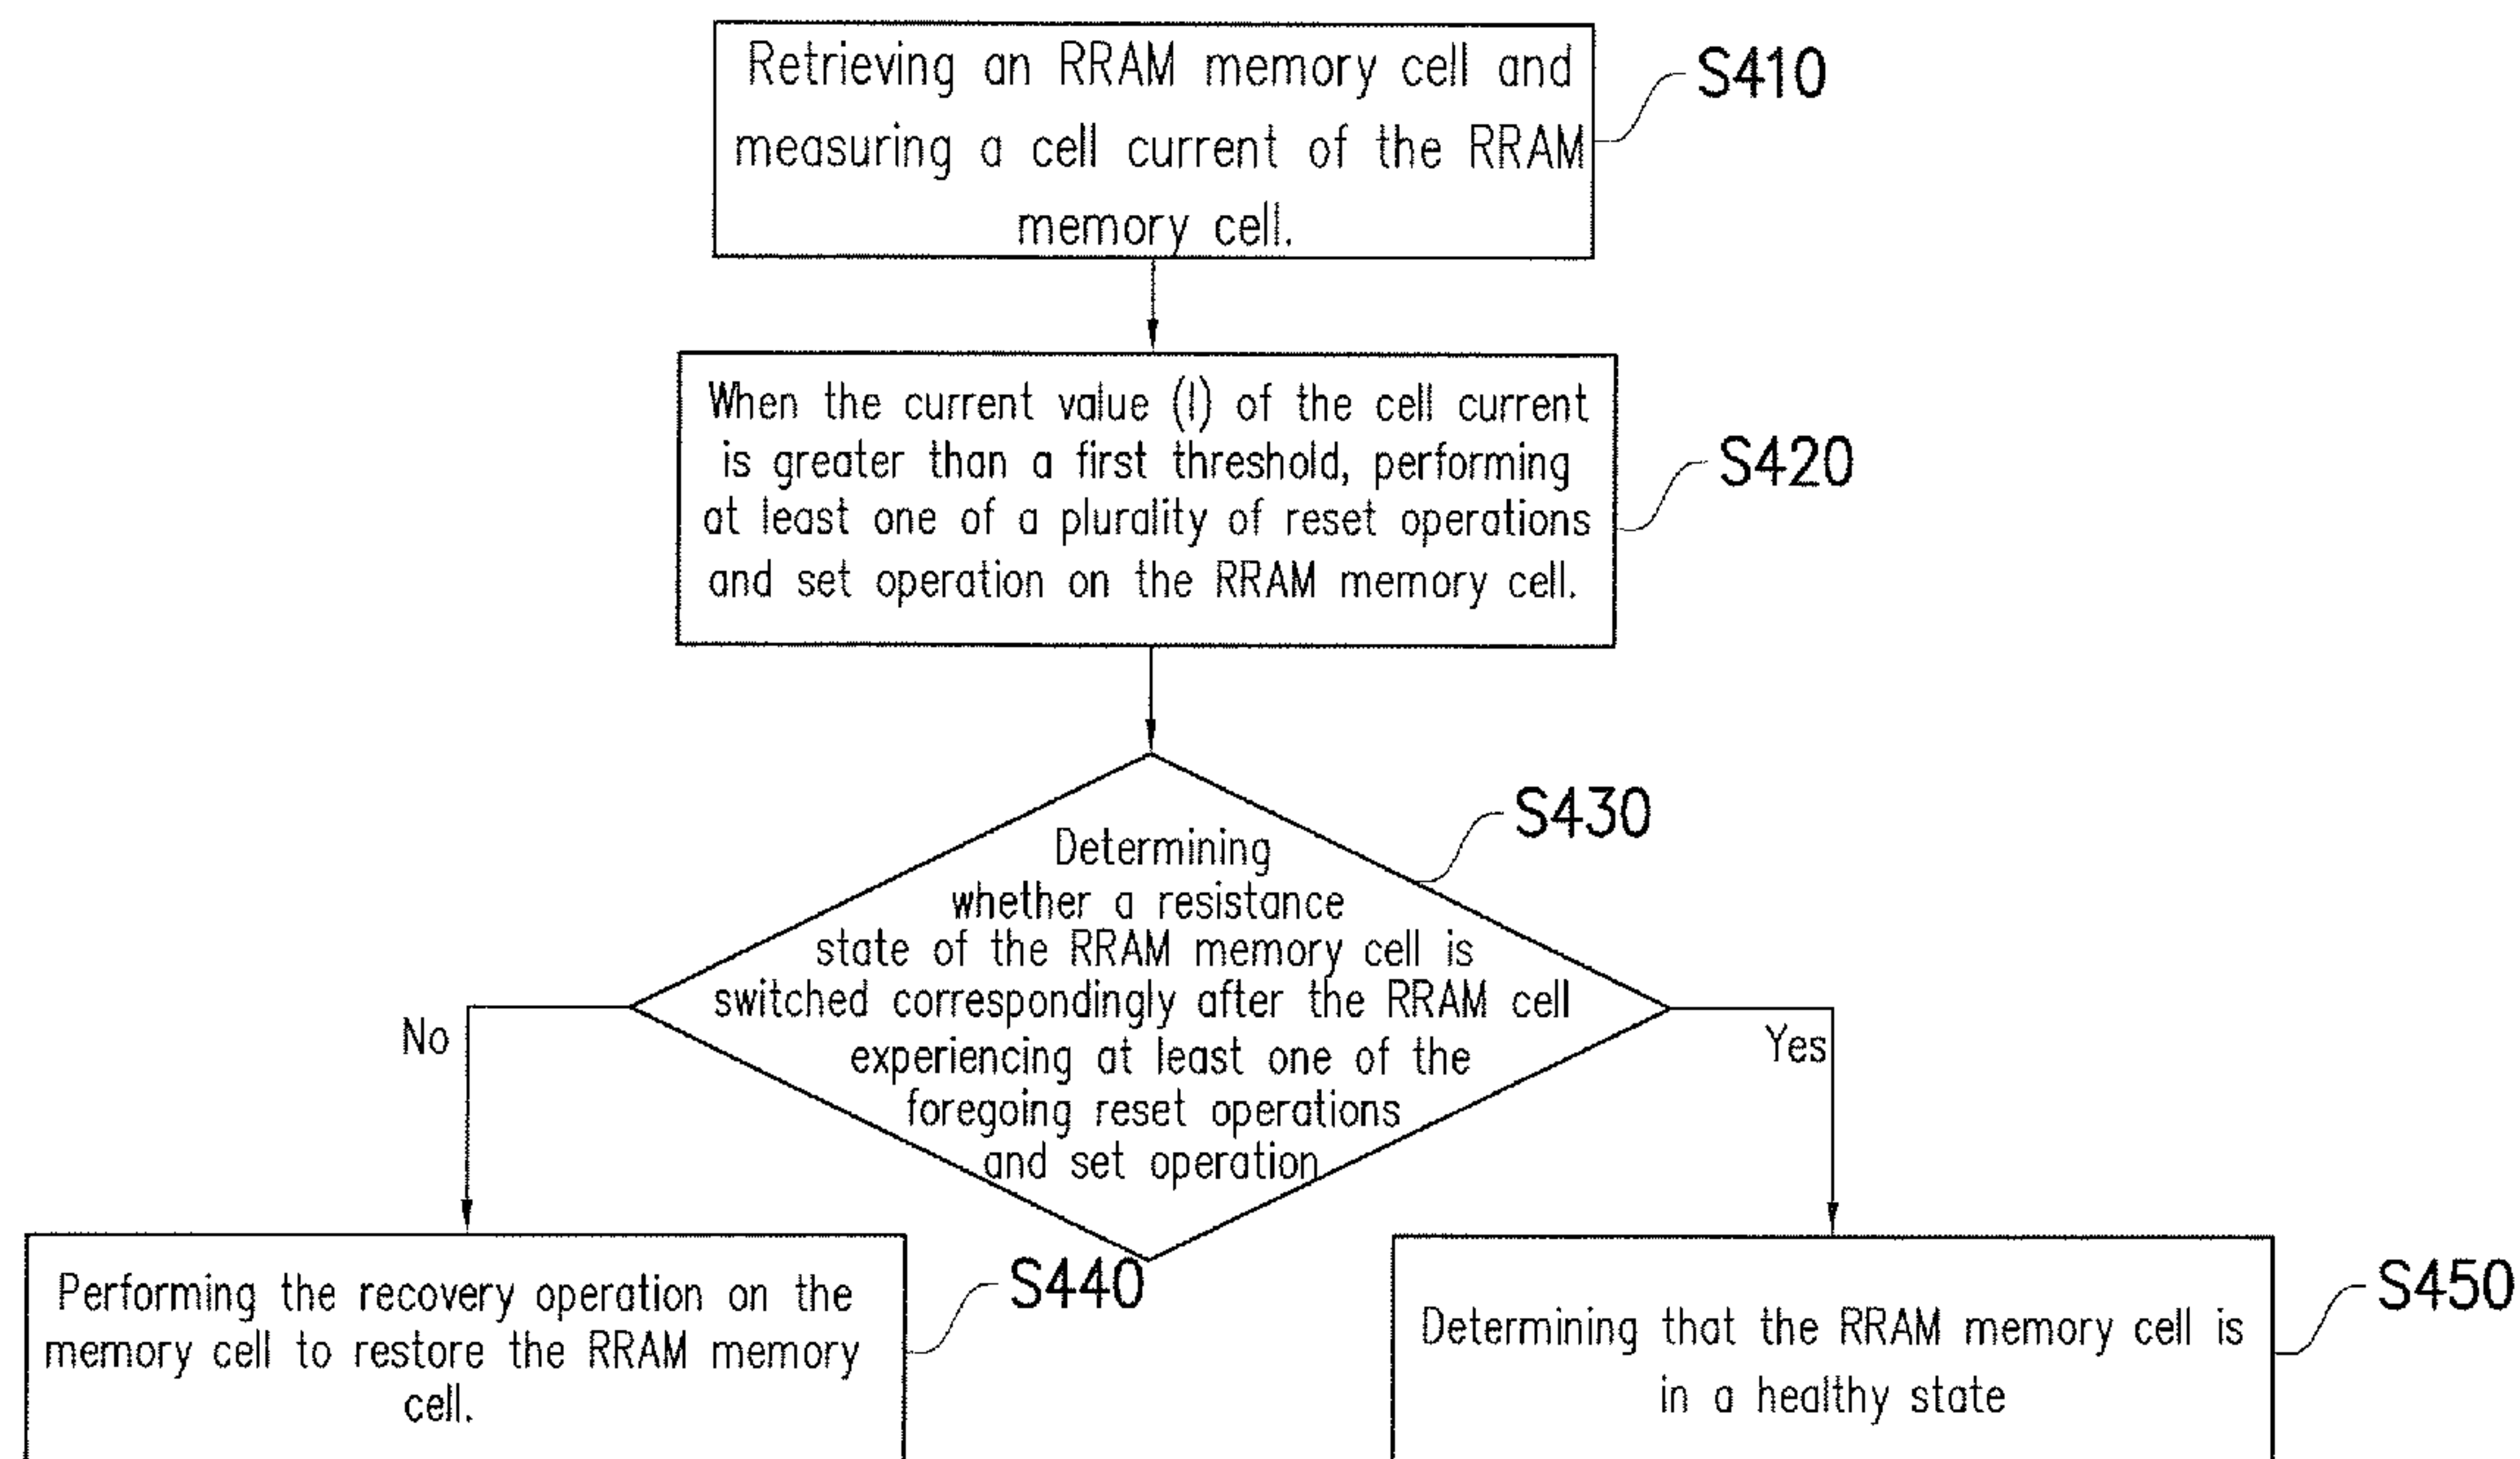 Retrieving an RRAM memory cell and
measuring a cell current of the RRAM
memory cell.
S410
When the current value (I) of the cell current
is greater than a first threshold, performing
at least one of a plurality of reset operations
and set operation on the RRAM memory cell.
S420
Determining
whether a resistance
state of the RRAM memory cell is
switched correspondingly after the RRAM cell
experiencing at least one of the
foregoing reset operations
and set operation
S430
No
Yes
Performing the recovery operation on the
memory cell to restore the RRAM memory
cell.
S440
Determining that the RRAM memory cell is
in a healthy state
S450